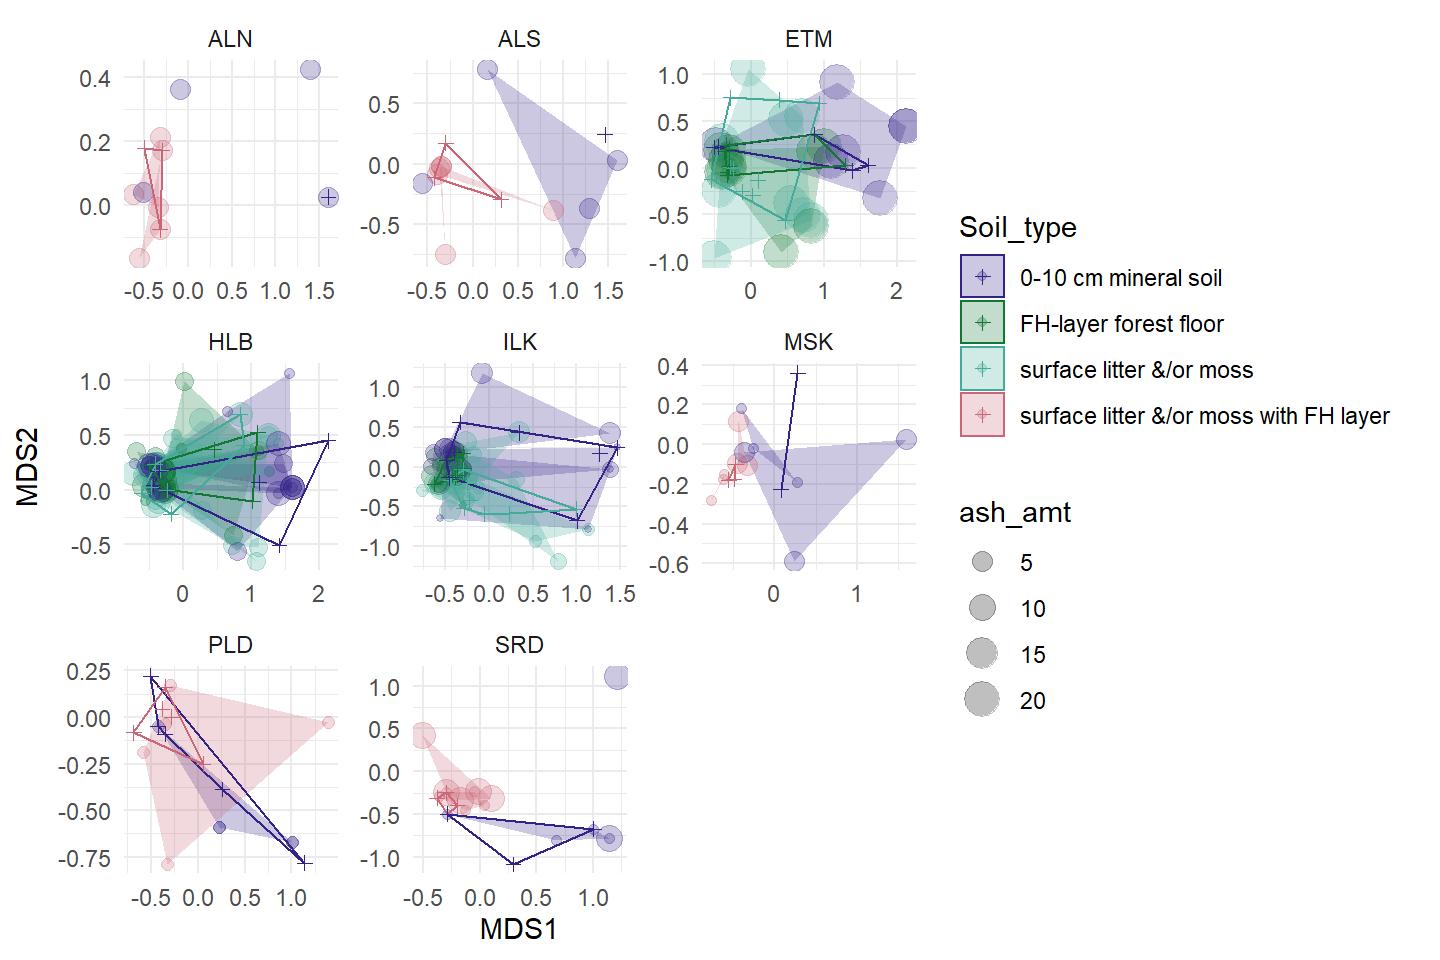 ALN
ALS
ETM
0.4
0.2
0.0
-0.5 0.0 0.5 1.0 1.5
0.5
0.0
-0.5
-0.5 0.0 0.5 1.0 1.5
1.0
0.5
0.0
-0.5
-1.0
0 1 2
HLB
ILK
MSK
1.0
0.5
0.0
-0.5
0 1 2
1.0
0.5
0.0
-0.5
-1.0
-0.5 0.0 0.5 1.0 1.5
0.4
0.2
0.0
-0.2
-0.4
-0.6
0 1
PLD
SRD
0.25
0.00
-0.25
-0.50
-0.75
-0.5 0.0 0.5 1.0
1.0
0.5
0.0
-0.5
-1.0
-0.5 0.0 0.5 1.0
MDS2
MDS1
Soil_type
0-10 cm mineral soil
FH-layer forest floor
surface litter &/or moss
surface litter &/or moss with FH layer
ash_amt
5
10
15
20